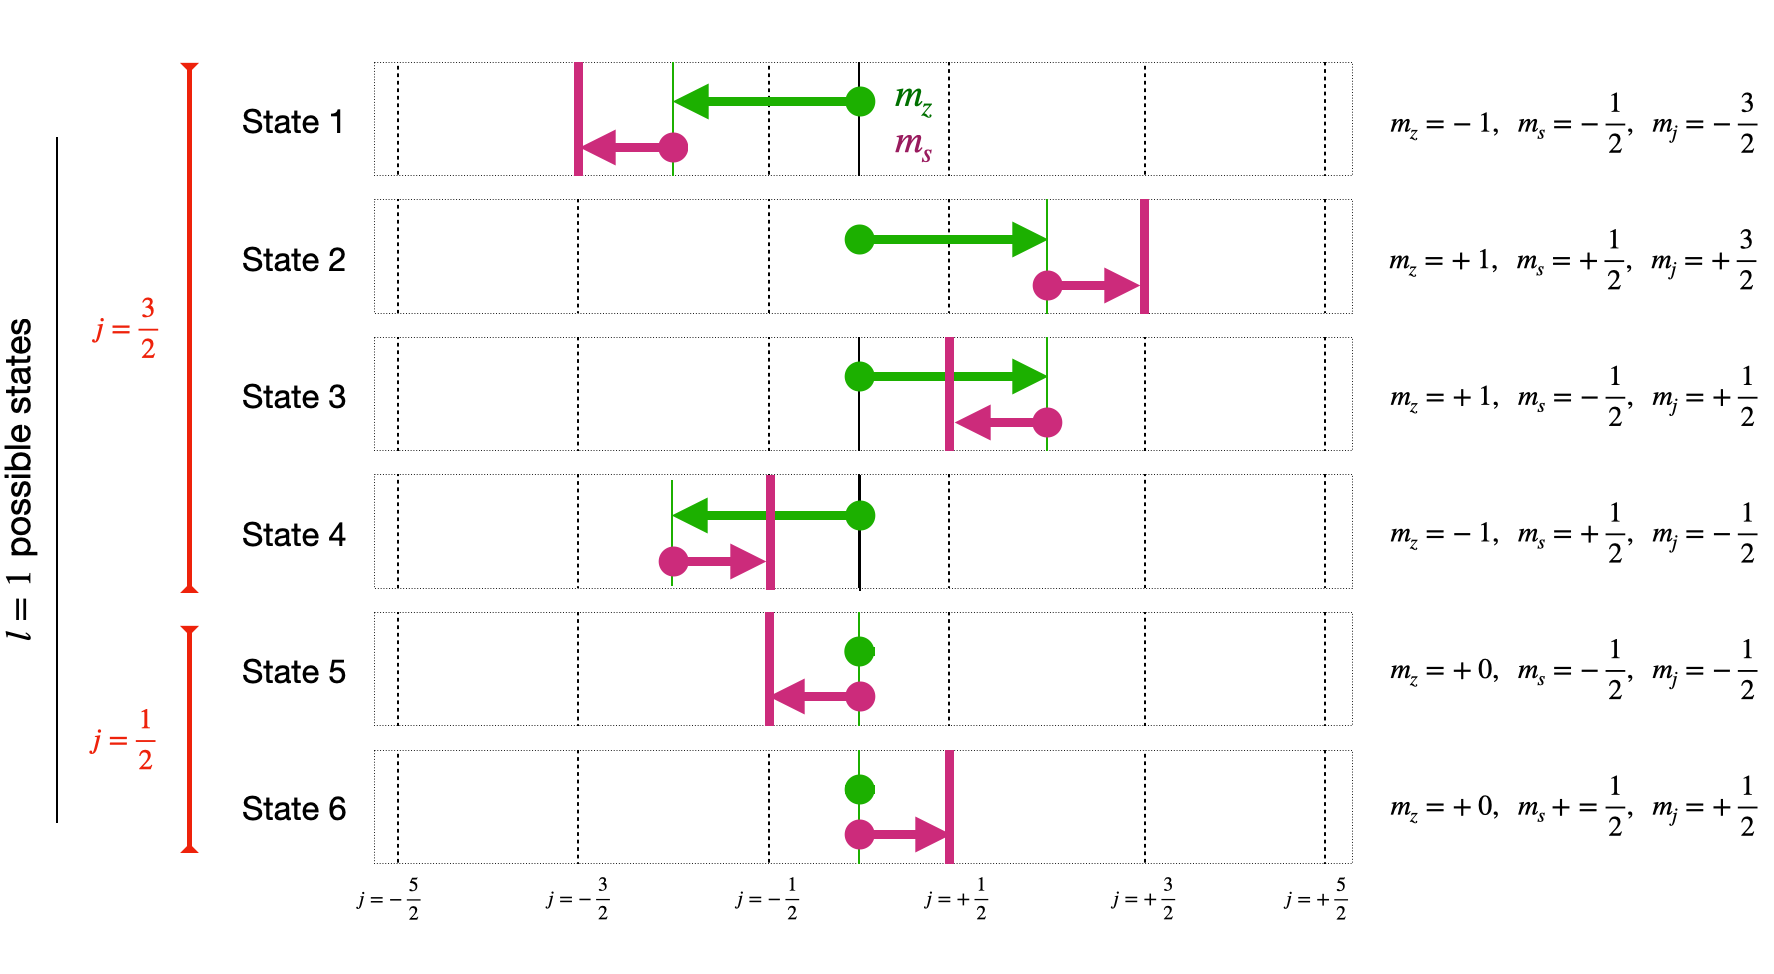 l = 1 possible states
j = 3/2
j = 1/2
State 1
m_z
m_s
m_z = − 1, m_s = − 1/2, m_j = − 3/2
State 2
m_z = + 1, m_s = + 1/2, m_j = + 3/2
State 3
m_z = + 1, m_s = − 1/2, m_j = + 1/2
State 4
m_z = − 1, m_s = + 1/2, m_j = − 1/2
State 5
m_z = + 0, m_s = − 1/2, m_j = − 1/2
State 6
m_z = + 0, m_s + = 1/2, m_j = + 1/2
j = − 5/2 j = − 3/2 j = − 1/2 j = + 1/2 j = + 3/2 j = + 5/2